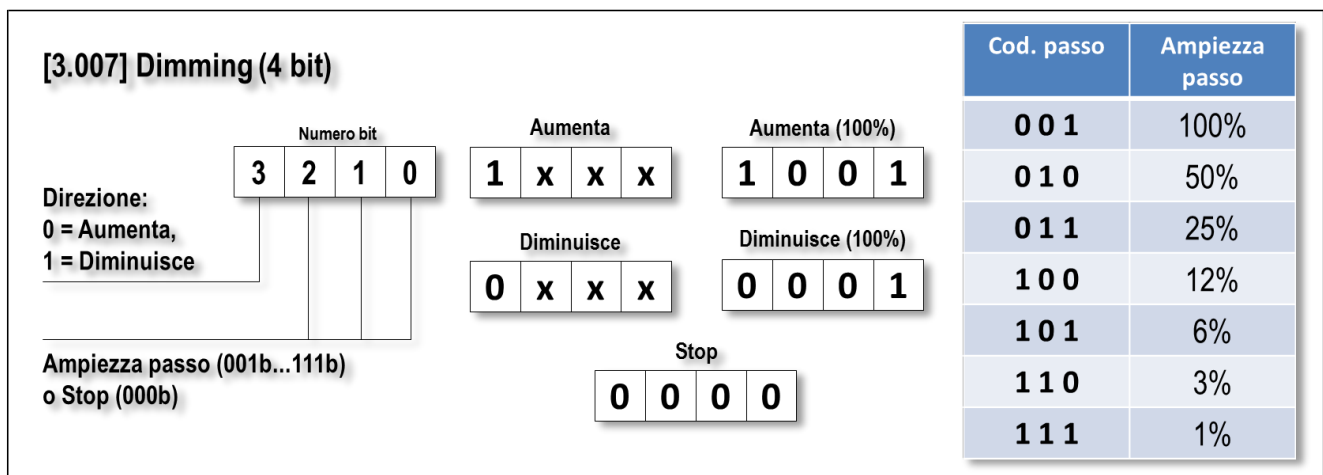 [3.007] Dimming (4 bit)
Numero bit
3 2 1 0
Direzione:
0 = Aumenta,
1 = Diminuisce
Ampiezza passo (001b...111b)
o Stop (000b)
Aumenta
1 x x x
Aumenta (100%)
1 0 0 1
Diminuisce
0 x x x
Diminuisce (100%)
0 0 0 1
Stop
0 0 0 0
Cod. passo Ampiezza
passo
0 0 1 100%
0 1 0 50%
0 1 1 25%
1 0 0 12%
1 0 1 6%
1 1 0 3%
1 1 1 1%